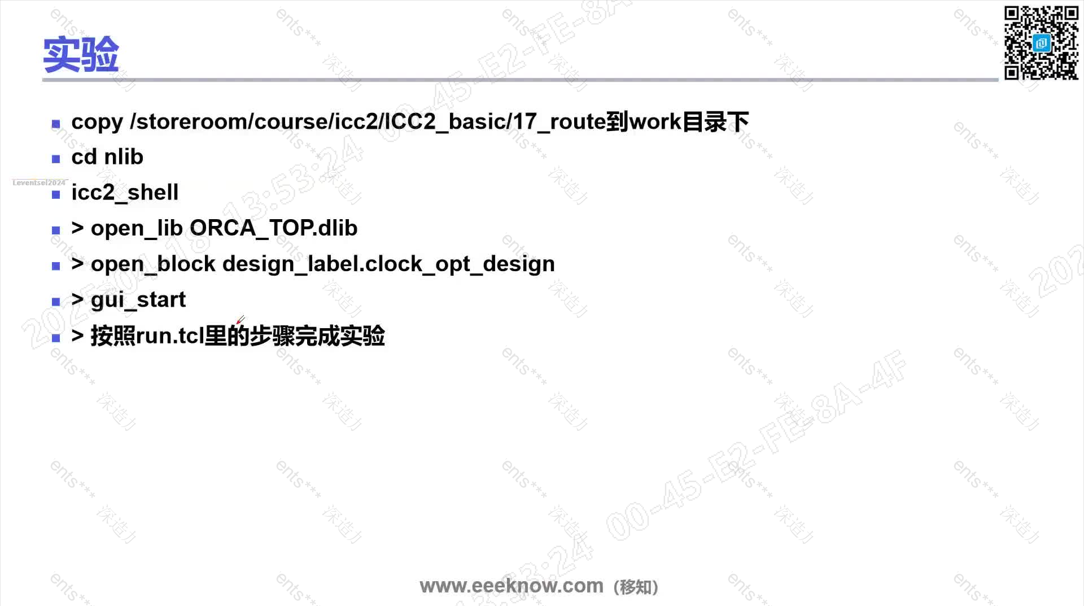 实验
copy /storeroom/course/icc2/ICC2_basic/17_route到work目录下
cd nlib
Leventsel2024
icc2_shell
> open_lib ORCA_TOP.dlib
> open_block design_label.clock_opt_design
> gui_start
> 按照run.tcl里的步骤完成实验
www.eeeknow.com（移知）